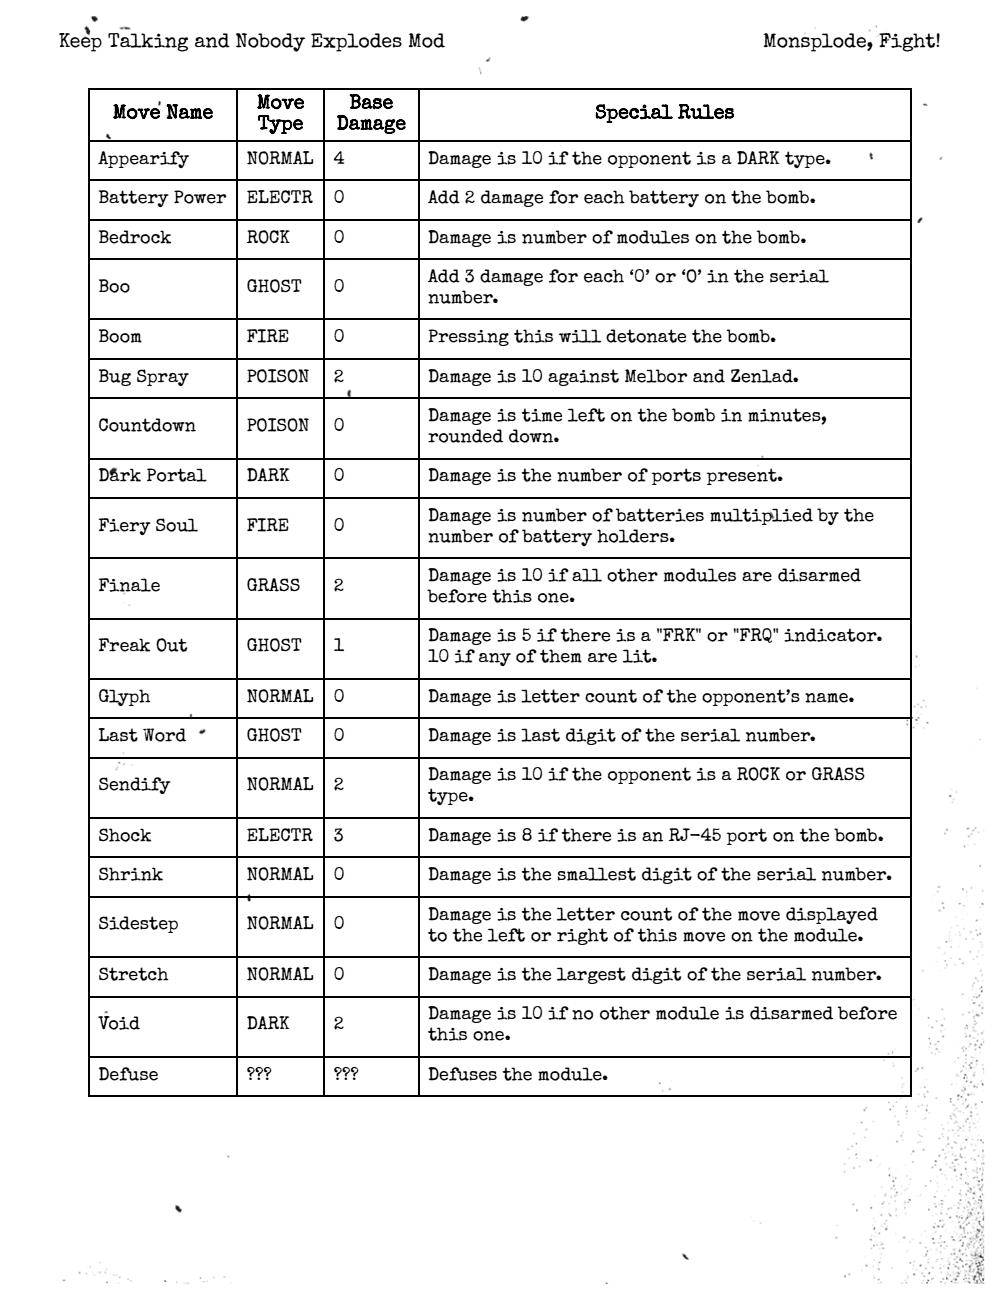 Keep Talking and Nobody Explodes Mod
Monsplode, Fight!
Move Name
Move Type
Base Damage
Special Rules
Appearify
NORMAL
4
Damage is 10 if the opponent is a DARK type.
Battery Power
ELECTR
0
Add 2 damage for each battery on the bomb.
Bedrock
ROCK
0
Damage is number of modules on the bomb.
Boo
GHOST
0
Add 3 damage for each ‘O’ or ‘0’ in the serial
number.
Boom
FIRE
0
Pressing this will detonate the bomb.
Bug Spray
POISON
2
Damage is 10 against Melbor and Zenlad.
Countdown
POISON
0
Damage is time left on the bomb in minutes,
rounded down.
Dark Portal
DARK
0
Damage is the number of ports present.
Fiery Soul
FIRE
0
Damage is number of batteries multiplied by the
number of battery holders.
Finale
GRASS
2
Damage is 10 if all other modules are disarmed
before this one.
Freak Out
GHOST
1
Damage is 5 if there is a "FRK" or "FRQ" indicator.
10 if any of them are lit.
Glyph
NORMAL
0
Damage is letter count of the opponent’s name.
Last Word
GHOST
0
Damage is last digit of the serial number.
Sendify
NORMAL
2
Damage is 10 if the opponent is a ROCK or GRASS
type.
Shock
ELECTR
3
Damage is 8 if there is an RJ-45 port on the bomb.
Shrink
NORMAL
0
Damage is the smallest digit of the serial number.
Sidestep
NORMAL
0
Damage is the letter count of the move displayed
to the left or right of this move on the module.
Stretch
NORMAL
0
Damage is the largest digit of the serial number.
Void
DARK
2
Damage is 10 if no other module is disarmed before
this one.
Defuse
???
???
Defuses the module.